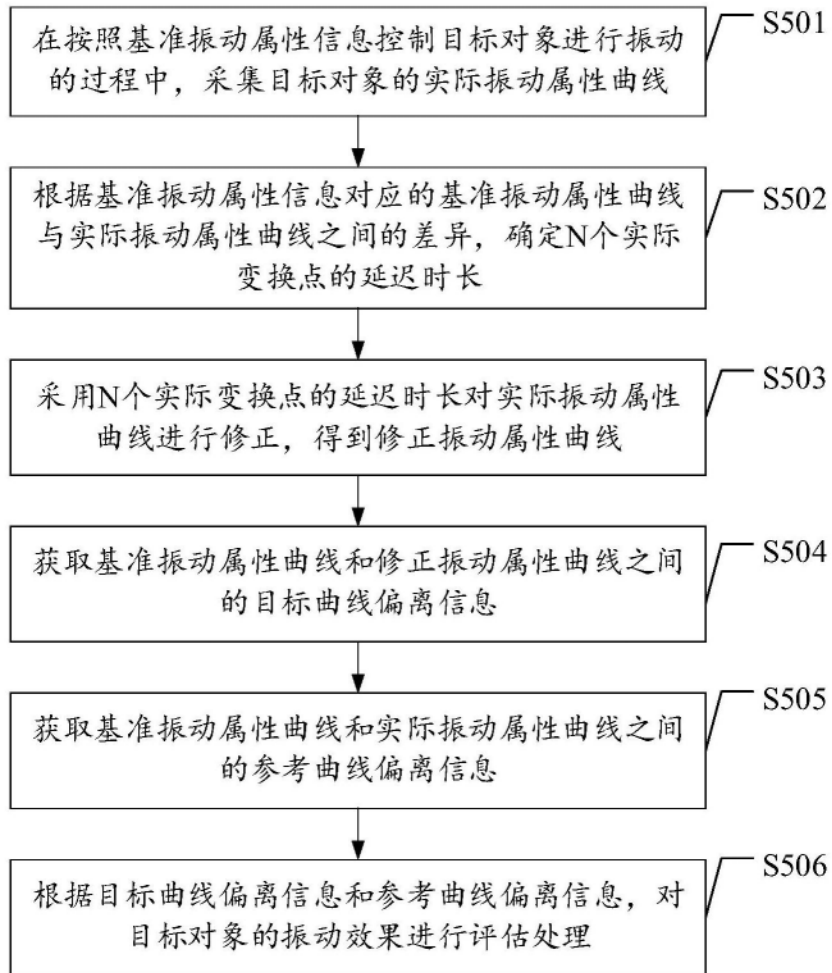 在按照基准振动属性信息控制目标对象进行振动
的过程中，采集目标对象的实际振动属性曲线
S501
根据基准振动属性信息对应的基准振动属性曲线
与实际振动属性曲线之间的差异，确定N个实际
变换点的延迟时长
S502
采用N个实际变换点的延迟时长对实际振动属性
曲线进行修正，得到修正振动属性曲线
S503
获取基准振动属性曲线和修正振动属性曲线之间
的目标曲线偏离信息
S504
获取基准振动属性曲线和实际振动属性曲线之间
的参考曲线偏离信息
S505
根据目标曲线偏离信息和参考曲线偏离信息，对
目标对象的振动效果进行评估处理
S506